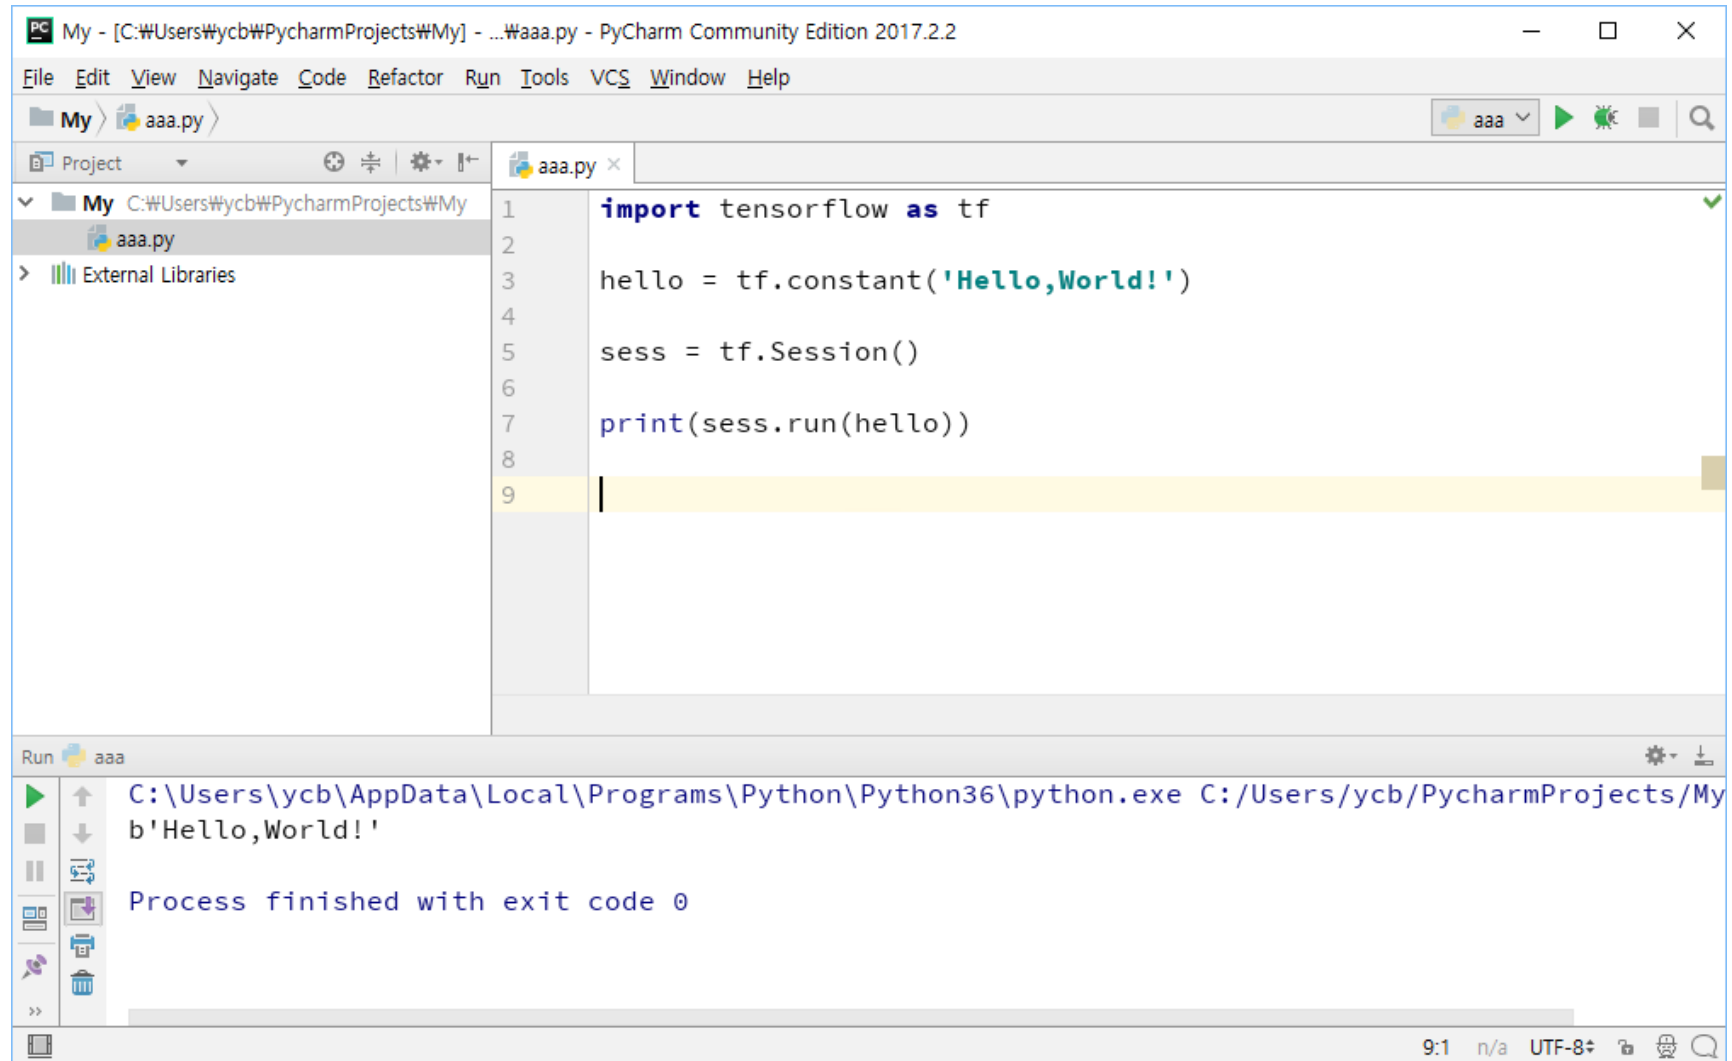 PC My - [C:₩Users₩ycb₩PycharmProjects₩My] - ...₩aaa.py - PyCharm Community Edition 2017.2.2
File Edit View Navigate Code Refactor Run Tools VCS Window Help
My aaa.py aaa
Project
aaa.py
My C:₩Users₩ycb₩PycharmProjects₩My
aaa.py
External Libraries
1 import tensorflow as tf
2
3 hello = tf.constant('Hello,World!')
4
5 sess = tf.Session()
6
7 print(sess.run(hello))
8
9
Run aaa
C:\Users\ycb\AppData\Local\Programs\Python\Python36\python.exe C:/Users/ycb/PycharmProjects/My
b'Hello,World!'
Process finished with exit code 0
9:1 n/a UTF-8